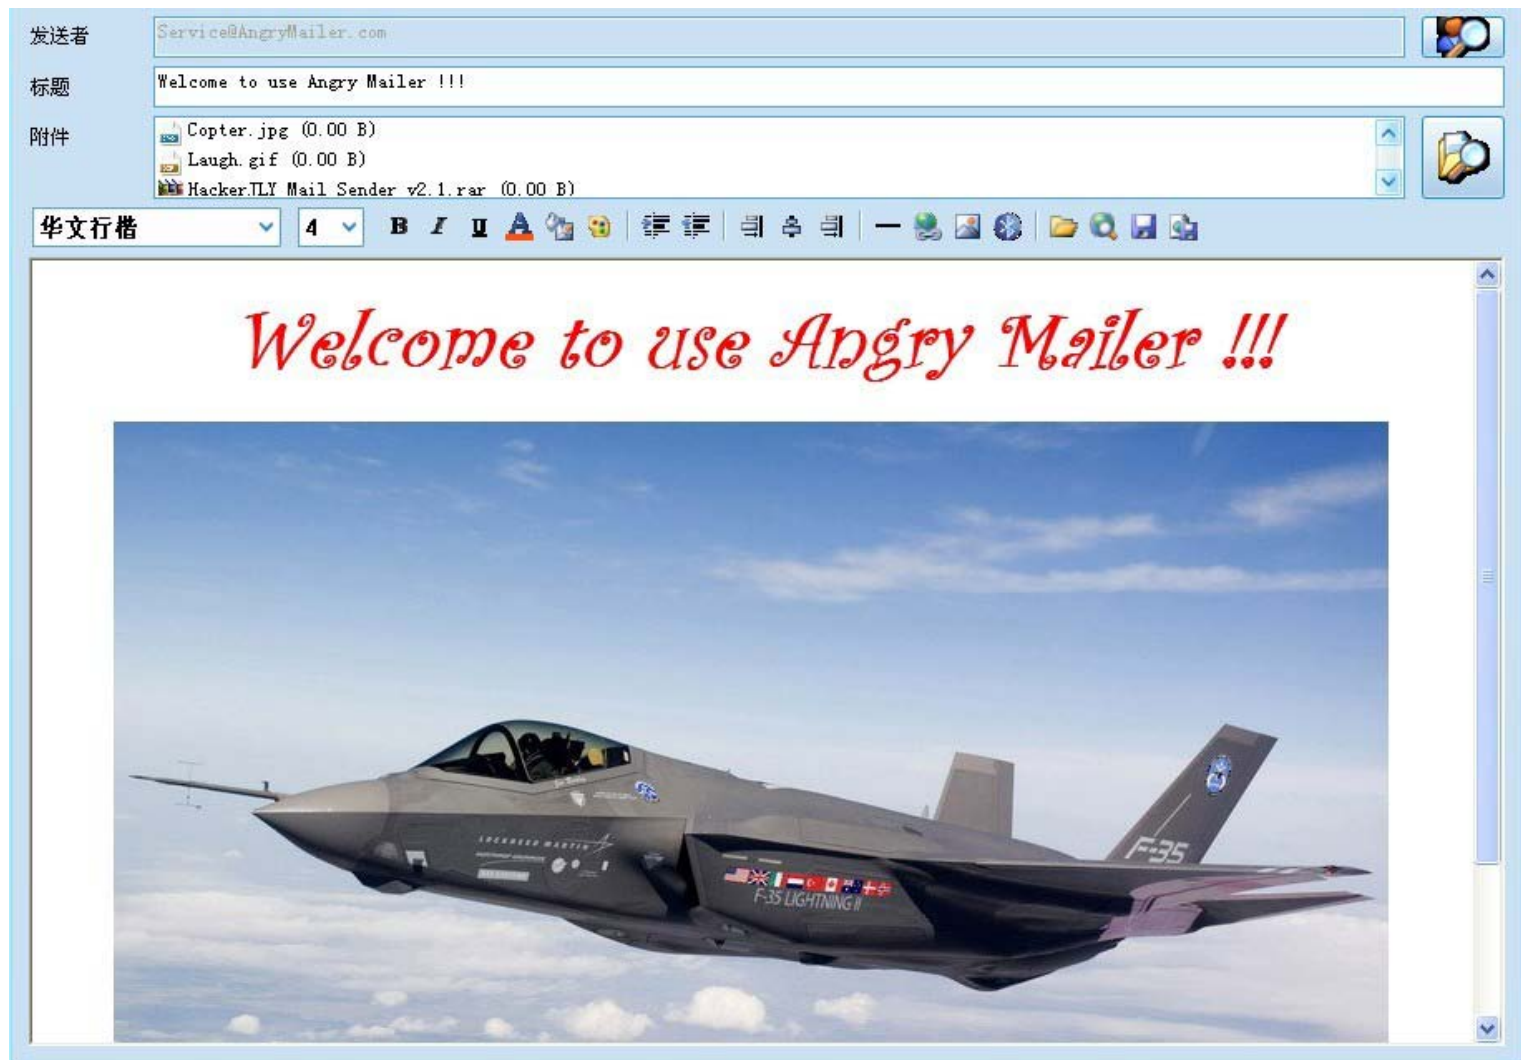 发送者
Service@AngryMailer.com
标题
Welcome to use Angry Mailer !!!
附件
Copter.jpg (0.00 B)
Laugh.gif (0.00 B)
HackerJLY Mail Sender v2.1.rar (0.00 B)
华文行楷 4 B I U A
Welcome to use Angry Mailer !!!
LOCKHEED MARTIN
F-35
F-35 LIGHTNING II